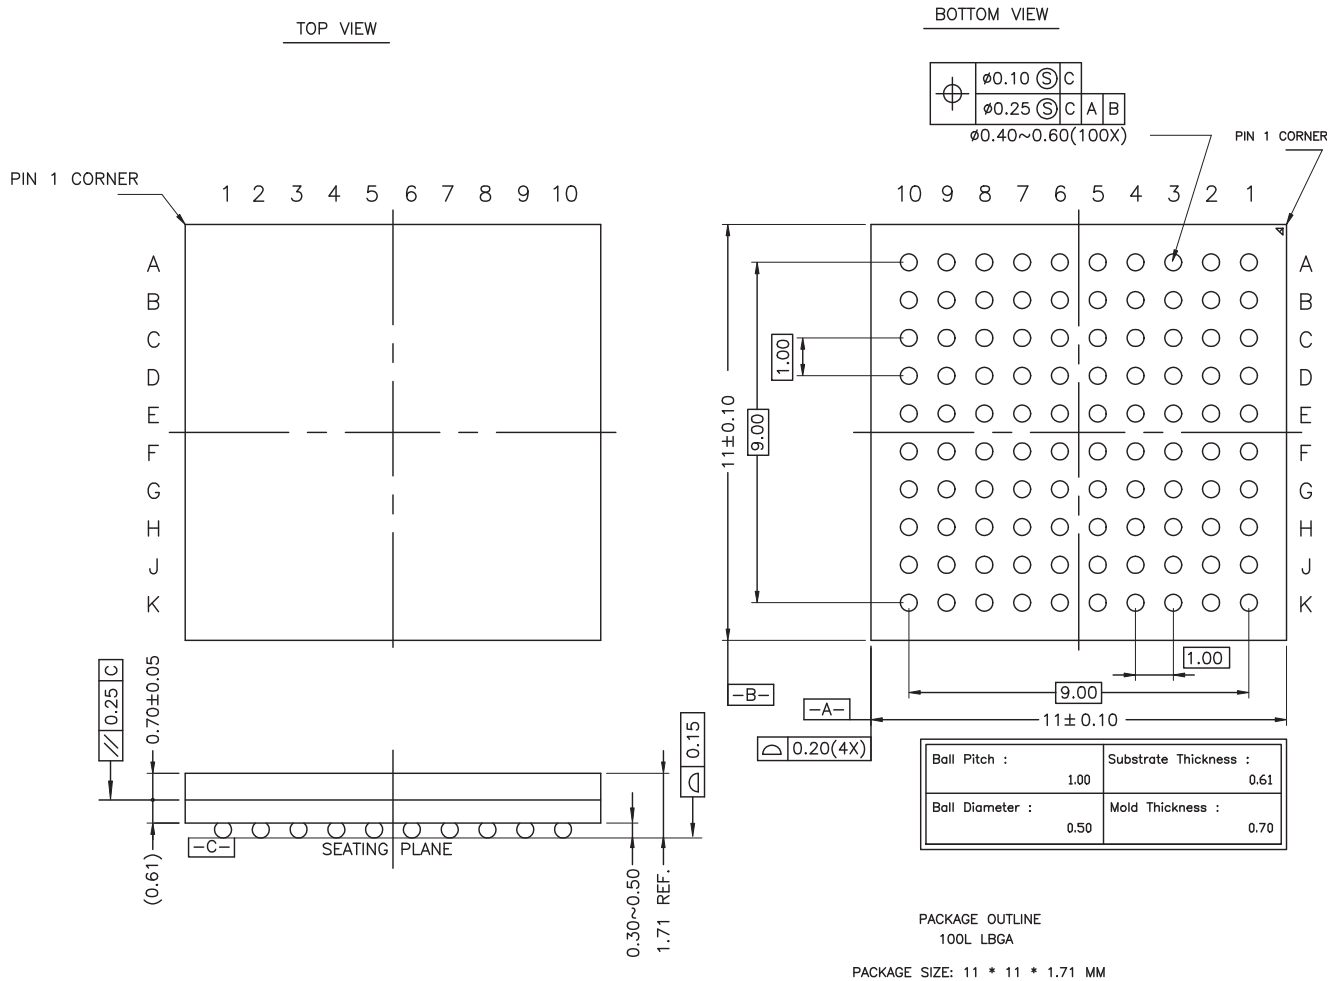 TOP VIEW
BOTTOM VIEW
⌀0.10 Ⓢ C
⌀0.25 Ⓢ C A B
⌀0.40~0.60(100X)
PIN 1 CORNER
PIN 1 CORNER
1 2 3 4 5 6 7 8 9 10
10 9 8 7 6 5 4 3 2 1
A
B
C
D
E
F
G
H
J
K
A
B
C
D
E
F
G
H
J
K
1.00
9.00
11±0.10
1.00
9.00
11±0.10
-B-
-A-
0.20(4X)
// 0.25 C
0.70±0.05
(0.61)
0.15
-C-
SEATING PLANE
0.30~0.50
1.71 REF.
Ball Pitch :
1.00
Substrate Thickness :
0.61
Ball Diameter :
0.50
Mold Thickness :
0.70
PACKAGE OUTLINE
100L LBGA
PACKAGE SIZE: 11 * 11 * 1.71 MM